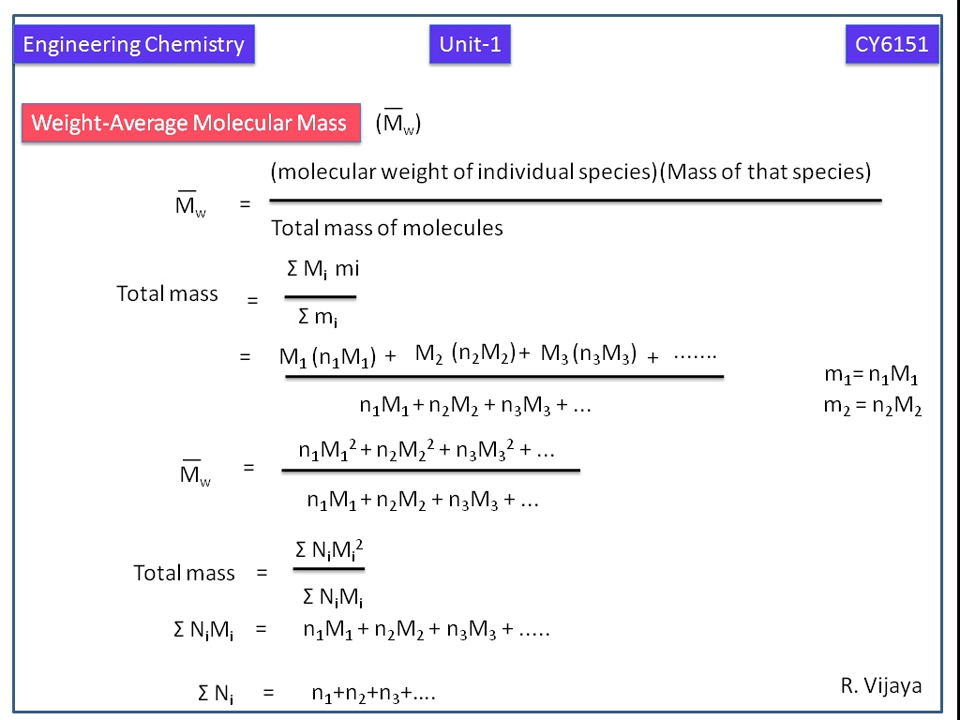 Engineering Chemistry Unit-1 CY6151
Weight-Average Molecular Mass (M̅w)
(molecular weight of individual species)(Mass of that species)
M̅w =
Total mass of molecules
Σ Mᵢ mi
Total mass =
Σ mᵢ
= M₁ (n₁M₁) + M₂ (n₂M₂) + M₃ (n₃M₃) + .......
m₁= n₁M₁
n₁M₁ + n₂M₂ + n₃M₃ + ...
m₂ = n₂M₂
n₁M₁² + n₂M₂² + n₃M₃² + ...
M̅w =
n₁M₁ + n₂M₂ + n₃M₃ + ...
Σ NᵢMᵢ²
Total mass =
Σ NᵢMᵢ
Σ NᵢMᵢ = n₁M₁ + n₂M₂ + n₃M₃ + .....
Σ Nᵢ = n₁+n₂+n₃+....
R. Vijaya